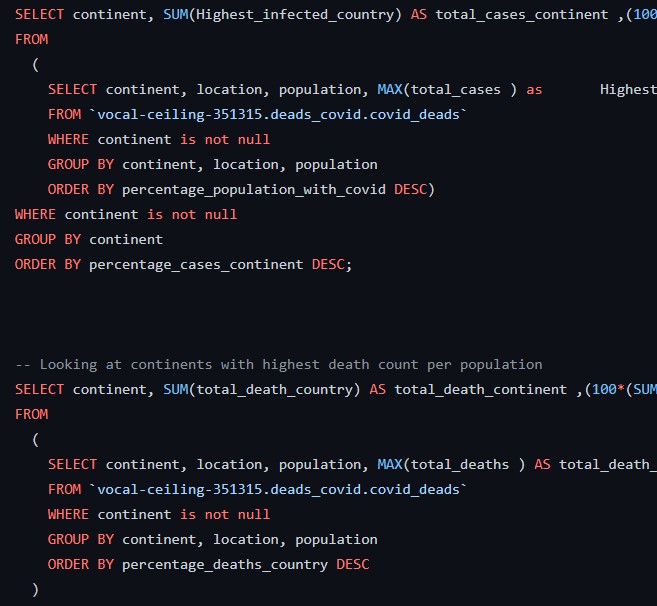 SELECT continent, SUM(Highest_infected_country) AS total_cases_continent ,(100
FROM
(
SELECT continent, location, population, MAX(total_cases ) as Highest
FROM `vocal-ceiling-351315.deads_covid.covid_deads`
WHERE continent is not null
GROUP BY continent, location, population
ORDER BY percentage_population_with_covid DESC)
WHERE continent is not null
GROUP BY continent
ORDER BY percentage_cases_continent DESC;
-- Looking at continents with highest death count per population
SELECT continent, SUM(total_death_country) AS total_death_continent ,(100*(SUM
FROM
(
SELECT continent, location, population, MAX(total_deaths ) AS total_death_
FROM `vocal-ceiling-351315.deads_covid.covid_deads`
WHERE continent is not null
GROUP BY continent, location, population
ORDER BY percentage_deaths_country DESC
)